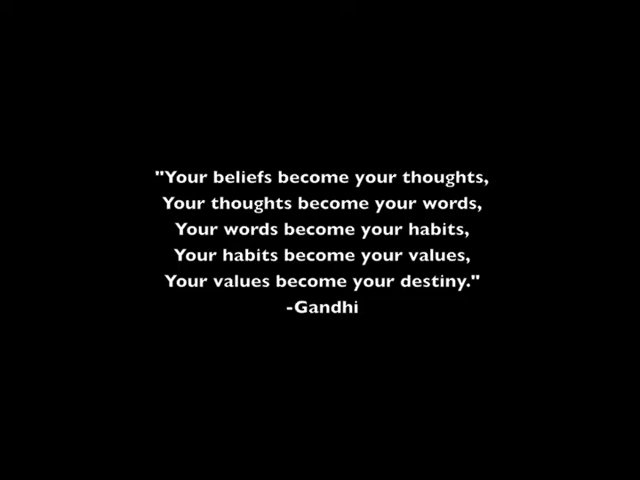 "Your beliefs become your thoughts,
Your thoughts become your words,
Your words become your habits,
Your habits become your values,
Your values become your destiny."
-Gandhi